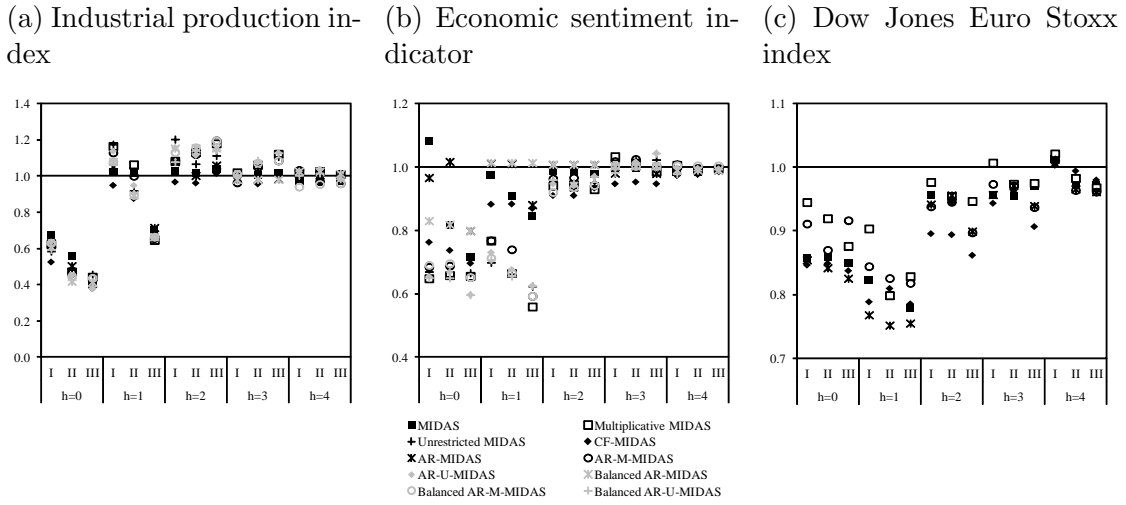 (a) Industrial production in-
dex
(b) Economic sentiment in-
dicator
(c) Dow Jones Euro Stoxx
index
1.4
1.2
1.0
0.8
0.6
0.4
0.2
0.0
I II III I II III I II III I II III I II III
h=0 h=1 h=2 h=3 h=4
1.2
1.0
0.8
0.6
0.4
I II III I II III I II III I II III I II III
h=0 h=1 h=2 h=3 h=4
1.1
1.0
0.9
0.8
0.7
I II III I II III I II III I II III I II III
h=0 h=1 h=2 h=3 h=4
MIDAS Multiplicative MIDAS
Unrestricted MIDAS CF-MIDAS
AR-MIDAS AR-M-MIDAS
AR-U-MIDAS Balanced AR-MIDAS
Balanced AR-M-MIDAS Balanced AR-U-MIDAS